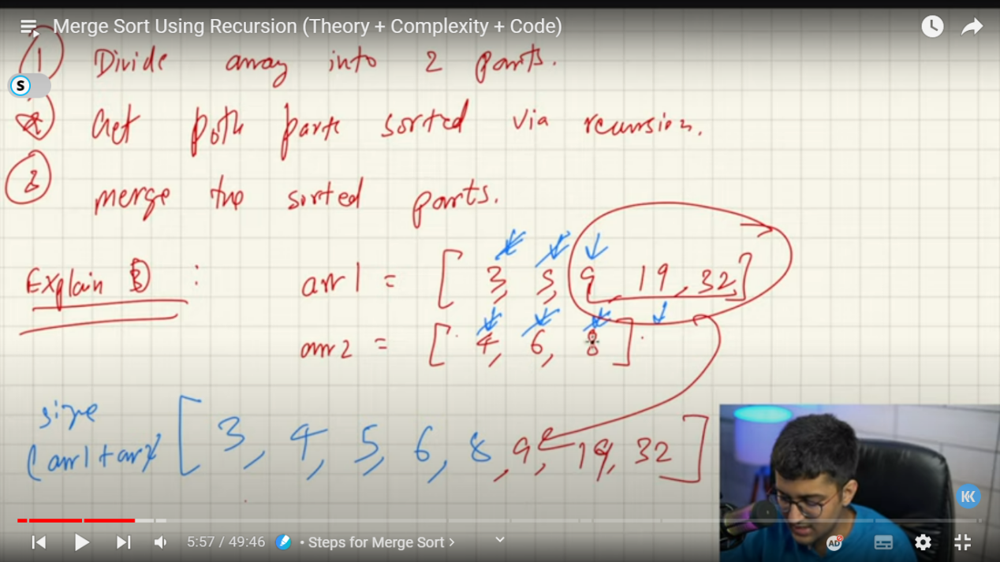 Merge Sort Using Recursion (Theory + Complexity + Code)
① Divide array into 2 parts.
S
② Get both parts sorted via recursion.
③ merge the sorted parts.
Explain ③ : arr1 = [ 3, 5, 9, 19, 32 ]
arr2 = [ 4, 6, 8 ]
size
(arr1 + arr2) [ 3, 4, 5, 6, 8, 9, 19, 32 ]
KK
5:57 / 49:46 • Steps for Merge Sort >
AD